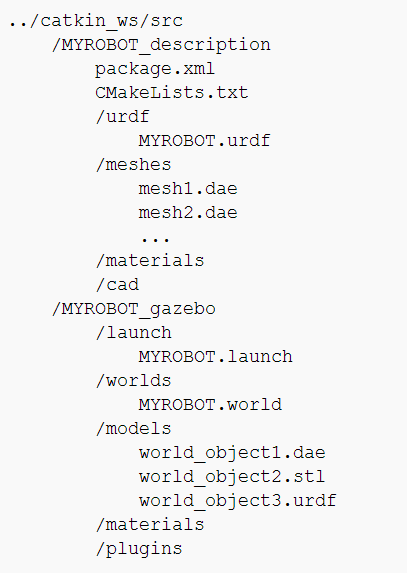 ../catkin_ws/src
    /MYROBOT_description
        package.xml
        CMakeLists.txt
        /urdf
            MYROBOT.urdf
        /meshes
            mesh1.dae
            mesh2.dae
            ...
        /materials
        /cad
    /MYROBOT_gazebo
        /launch
            MYROBOT.launch
        /worlds
            MYROBOT.world
        /models
            world_object1.dae
            world_object2.stl
            world_object3.urdf
        /materials
        /plugins